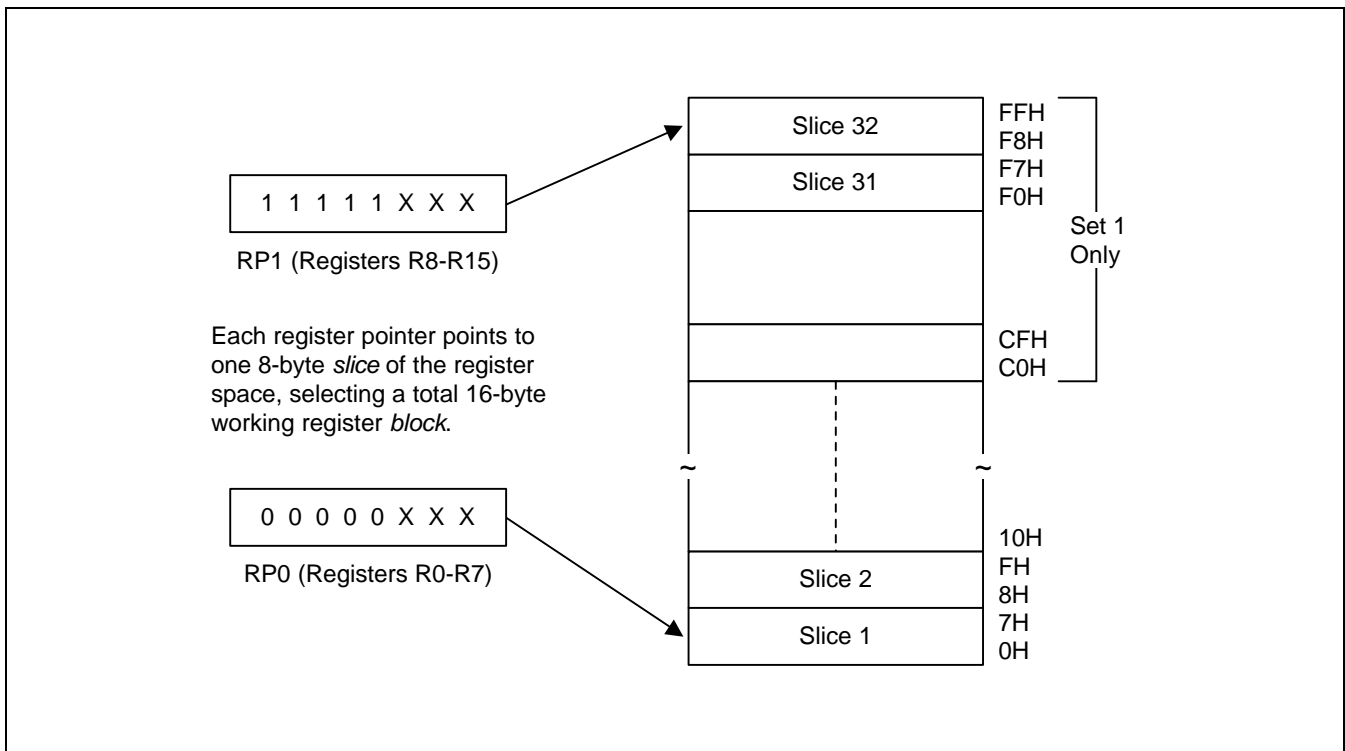 Slice 32
FFH
F8H
Slice 31
F7H
F0H
Set 1
Only
1 1 1 1 1 X X X
RP1 (Registers R8-R15)
Each register pointer points to
one 8-byte slice of the register
space, selecting a total 16-byte
working register block.
CFH
C0H
~ ~
0 0 0 0 0 X X X
RP0 (Registers R0-R7)
10H
Slice 2
FH
8H
Slice 1
7H
0H